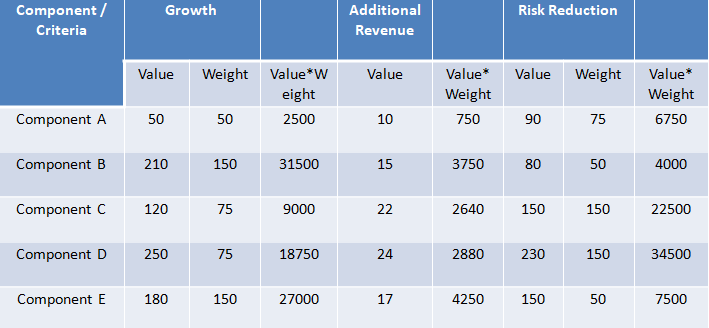 Component / Criteria Growth Additional Revenue Risk Reduction
Value Weight Value*W eight Value Value* Weight Value Weight Value* Weight
Component A 50 50 2500 10 750 90 75 6750
Component B 210 150 31500 15 3750 80 50 4000
Component C 120 75 9000 22 2640 150 150 22500
Component D 250 75 18750 24 2880 230 150 34500
Component E 180 150 27000 17 4250 150 50 7500